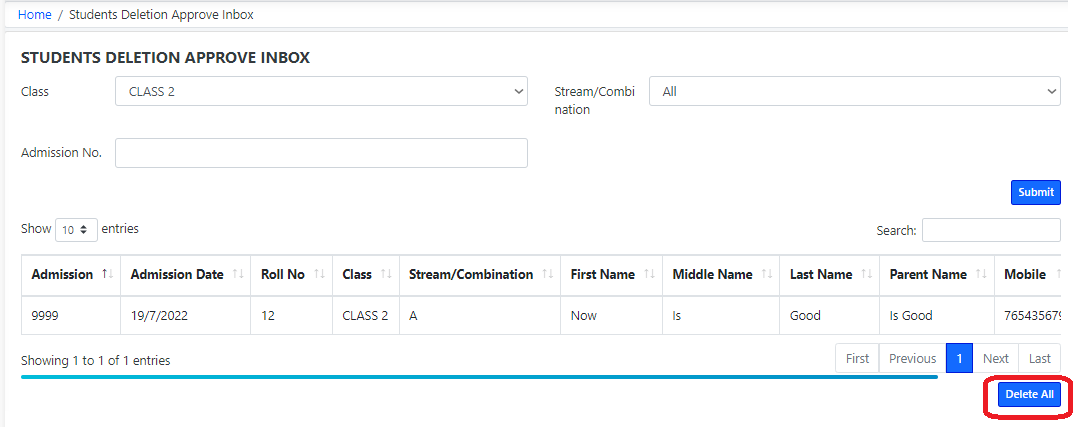 Home / Students Deletion Approve Inbox
STUDENTS DELETION APPROVE INBOX
Class CLASS 2 Stream/Combi
nation All
Admission No.
Submit
Show 10 entries Search:
Admission Admission Date Roll No Class Stream/Combination First Name Middle Name Last Name Parent Name Mobile
9999 19/7/2022 12 CLASS 2 A Now Is Good Is Good 765435679
Showing 1 to 1 of 1 entries First Previous 1 Next Last
Delete All